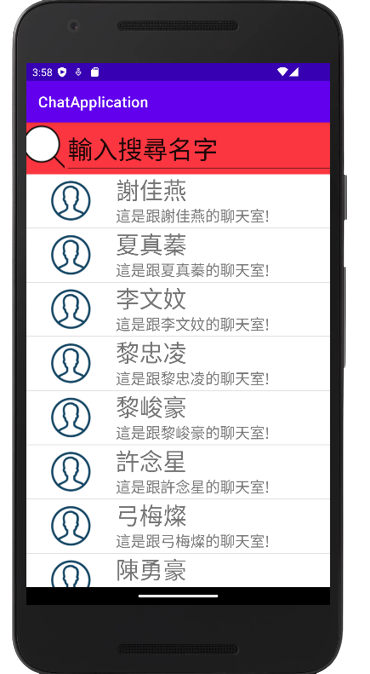 3:58
ChatApplication
輸入搜尋名字
謝佳燕
這是跟謝佳燕的聊天室!
夏真蓁
這是跟夏真蓁的聊天室!
李文妏
這是跟李文妏的聊天室!
黎忠凌
這是跟黎忠凌的聊天室!
黎峻豪
這是跟黎峻豪的聊天室!
許念星
這是跟許念星的聊天室!
弓梅燦
這是跟弓梅燦的聊天室!
陳勇豪